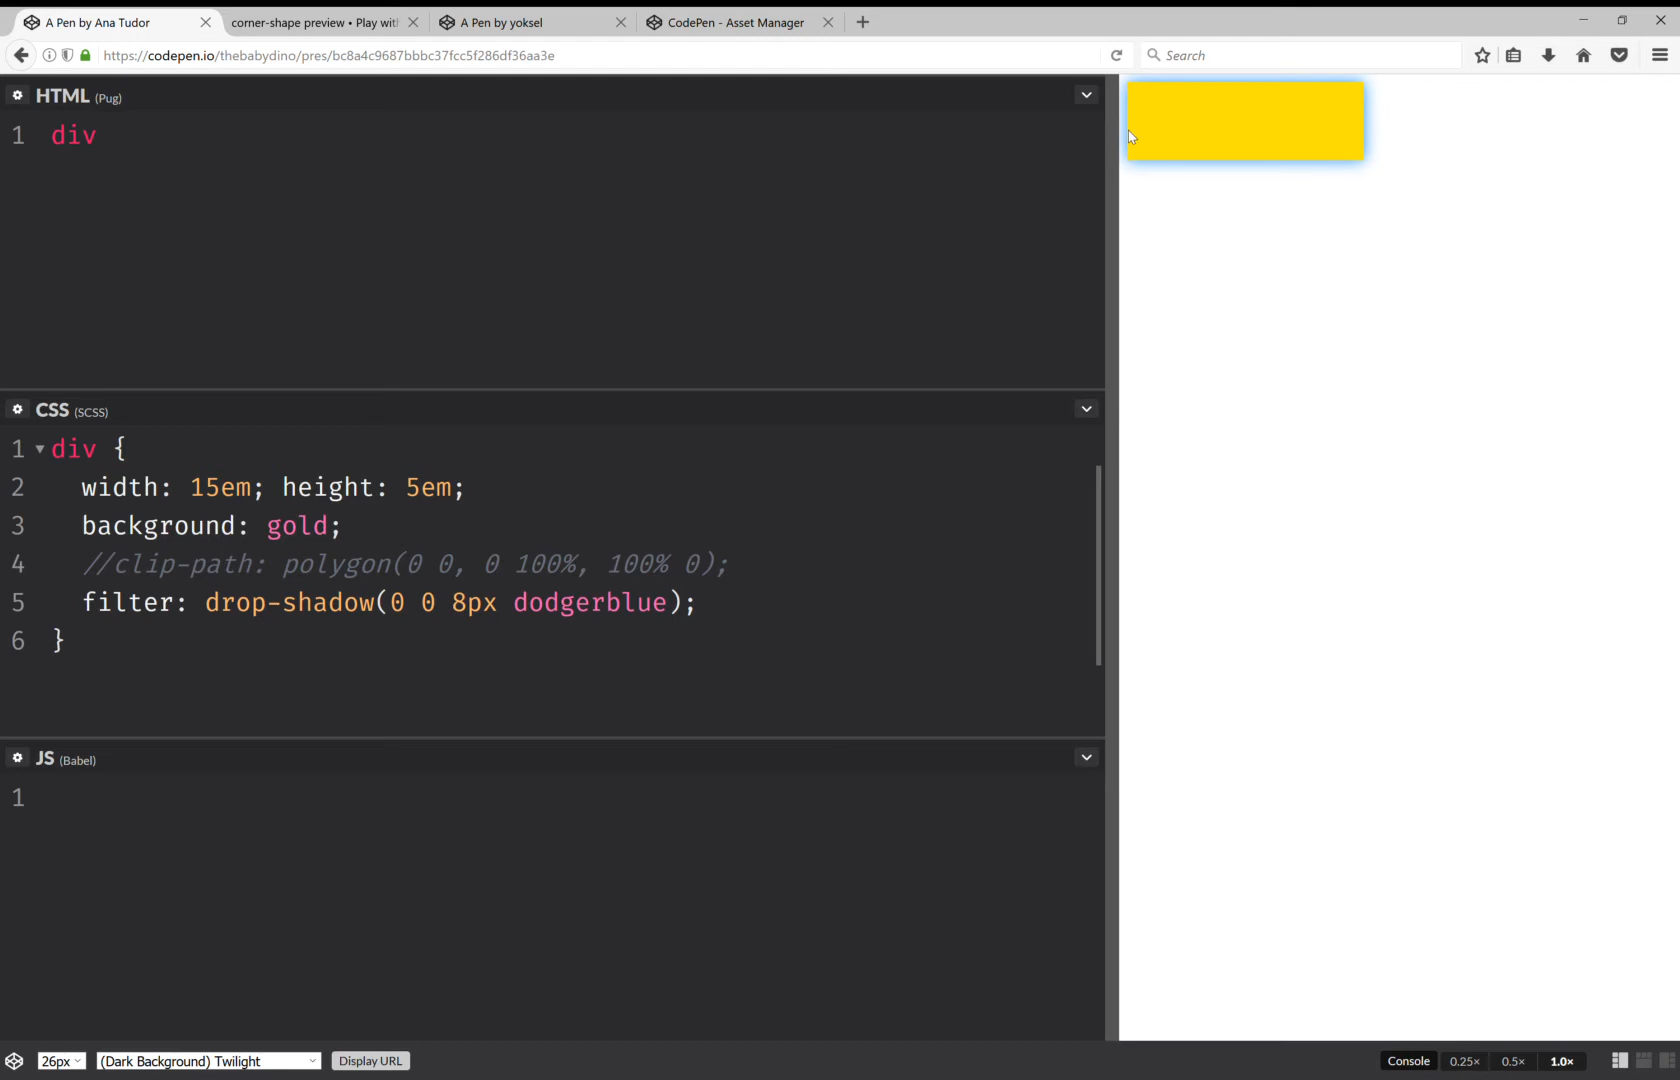 A Pen by Ana Tudor
corner-shape preview • Play wit
A Pen by yoksel
CodePen - Asset Manager
https://codepen.io/thebabydino/pres/bc8a4c9687bbbc37fcc5f286df36aa3e
Search
HTML (Pug)
1 div
CSS (SCSS)
1 div {
2 width: 15em; height: 5em;
3 background: gold;
4 //clip-path: polygon(0 0, 0 100%, 100% 0);
5 filter: drop-shadow(0 0 8px dodgerblue);
6 }
JS (Babel)
1
26px
(Dark Background) Twilight
Display URL
Console
0.25×
0.5×
1.0×